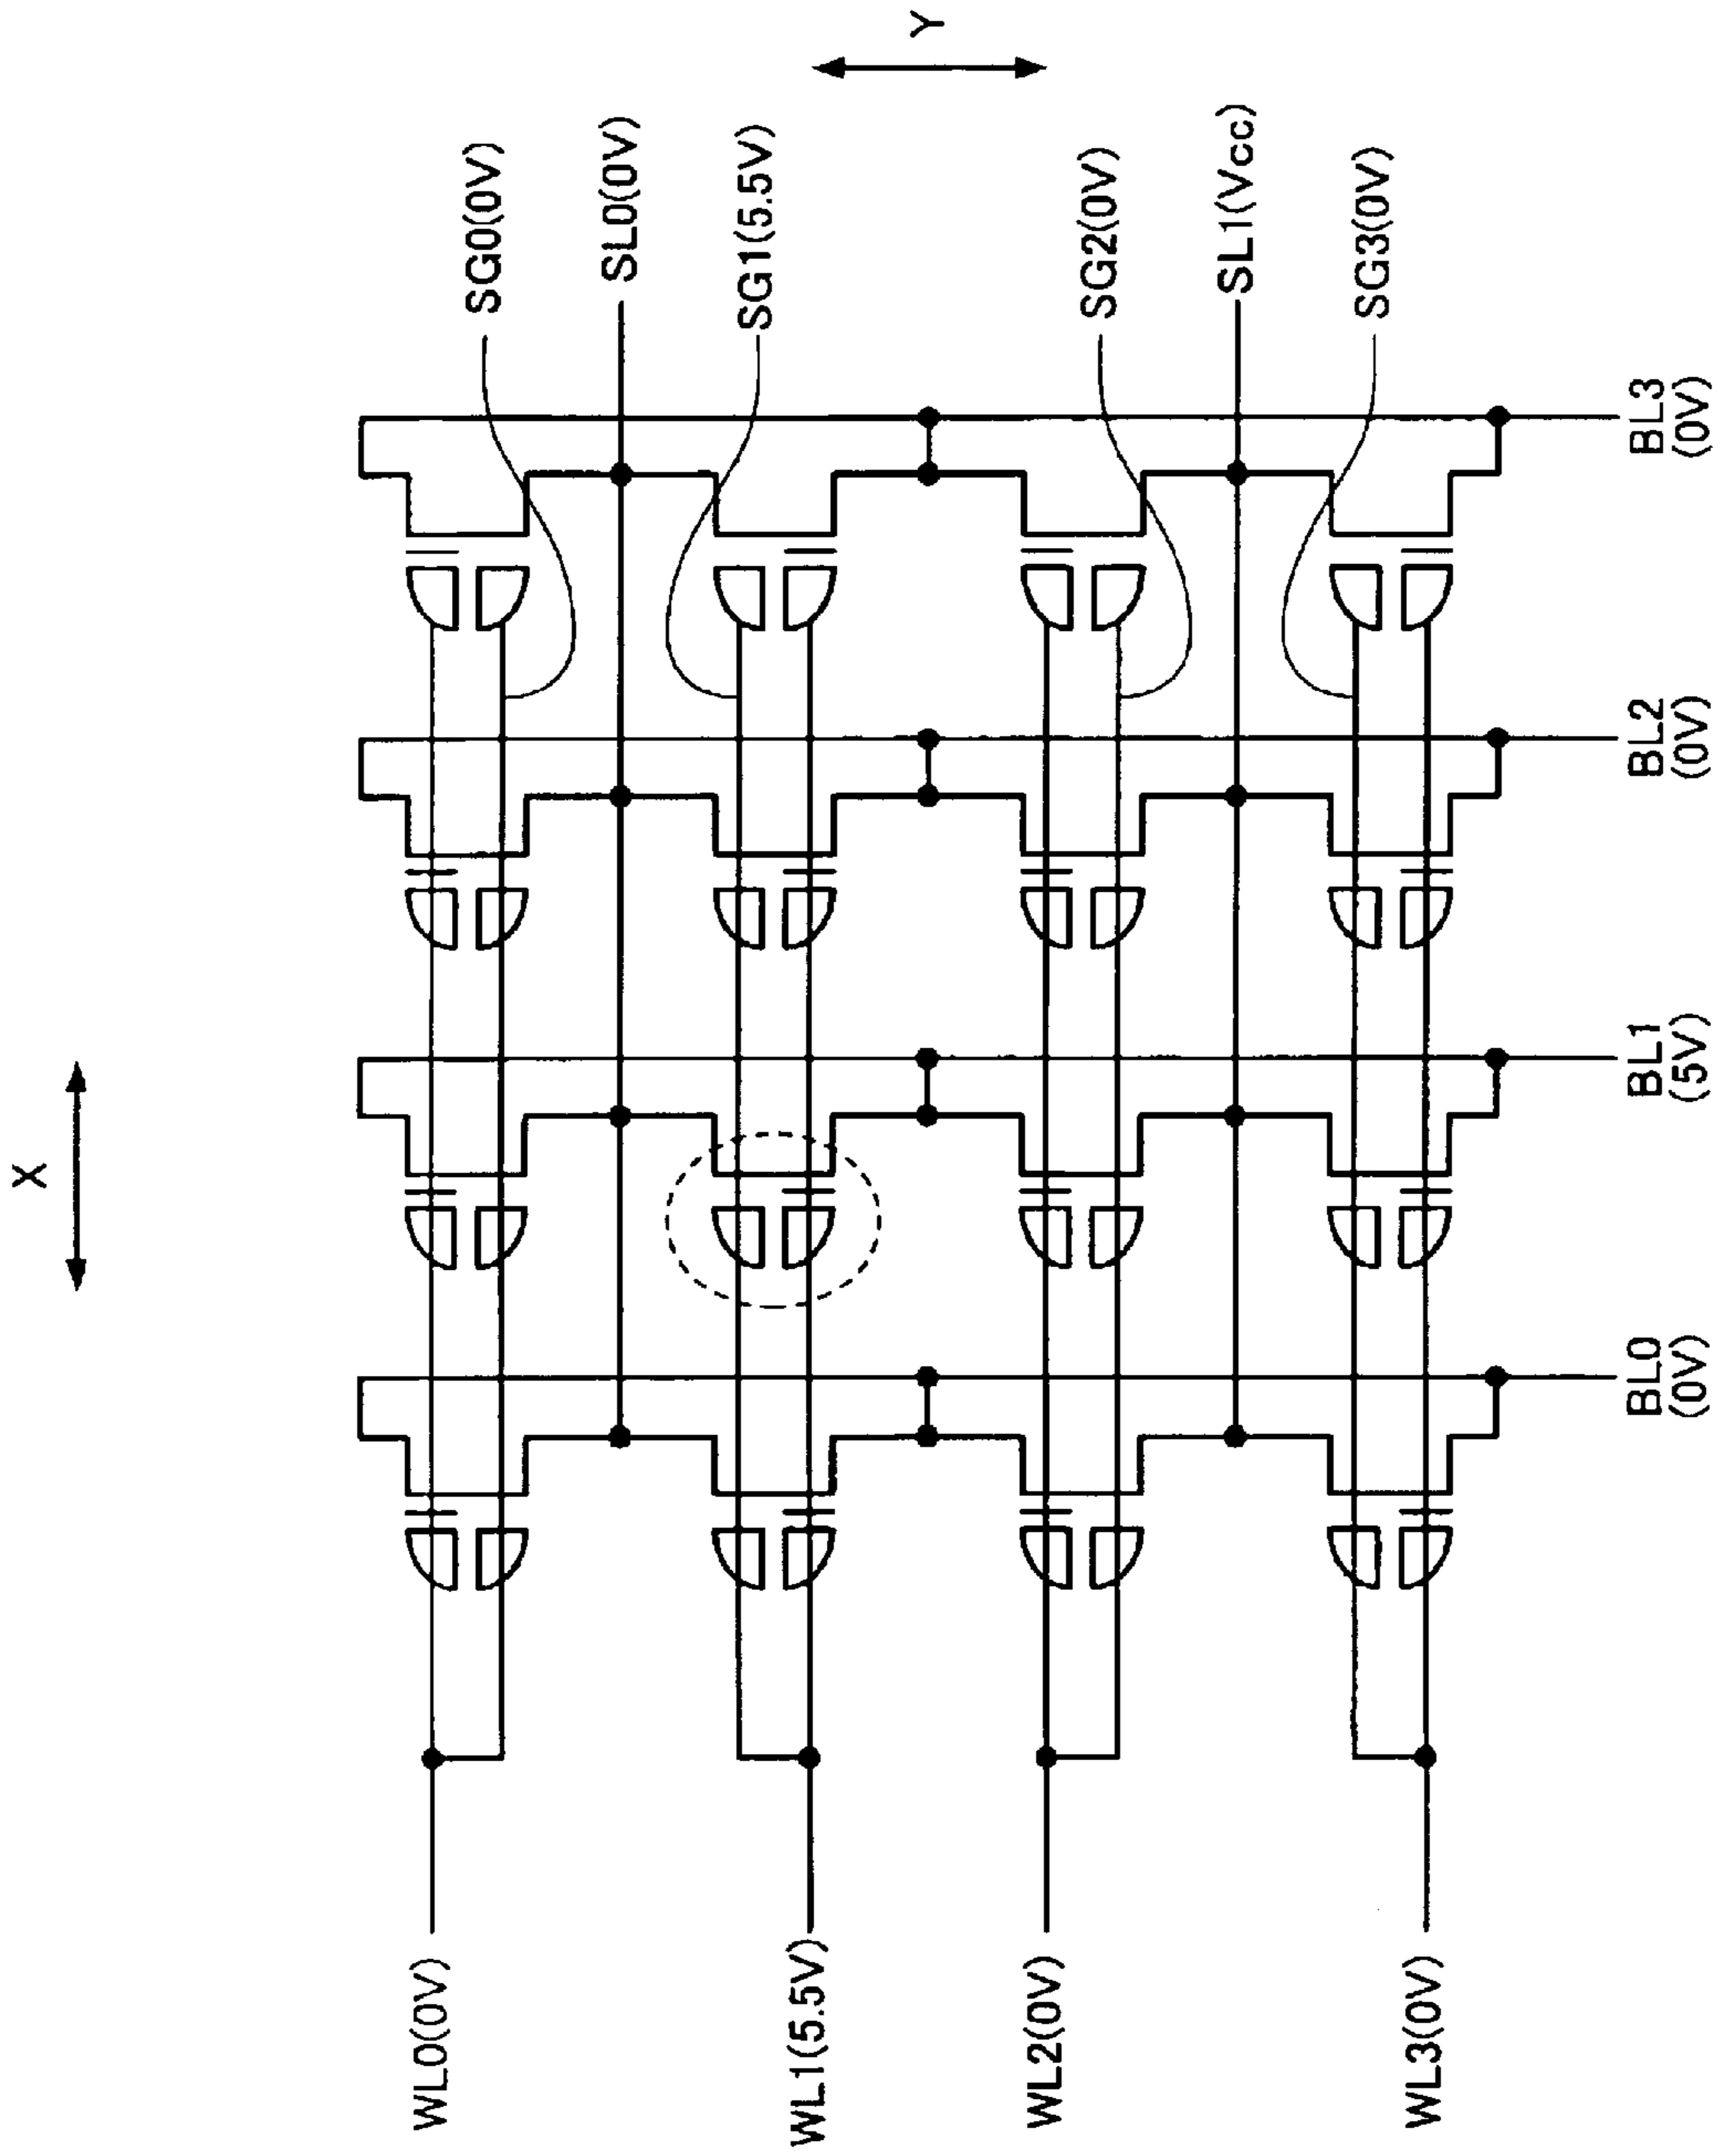 X
Y
SG0(0V)
SL0(0V)
SG1(5.5V)
SG2(0V)
SL1(Vcc)
SG3(0V)
WL0(0V)
WL1(5.5V)
WL2(0V)
WL3(0V)
BL0
(0V)
BL1
(5V)
BL2
(0V)
BL3
(0V)